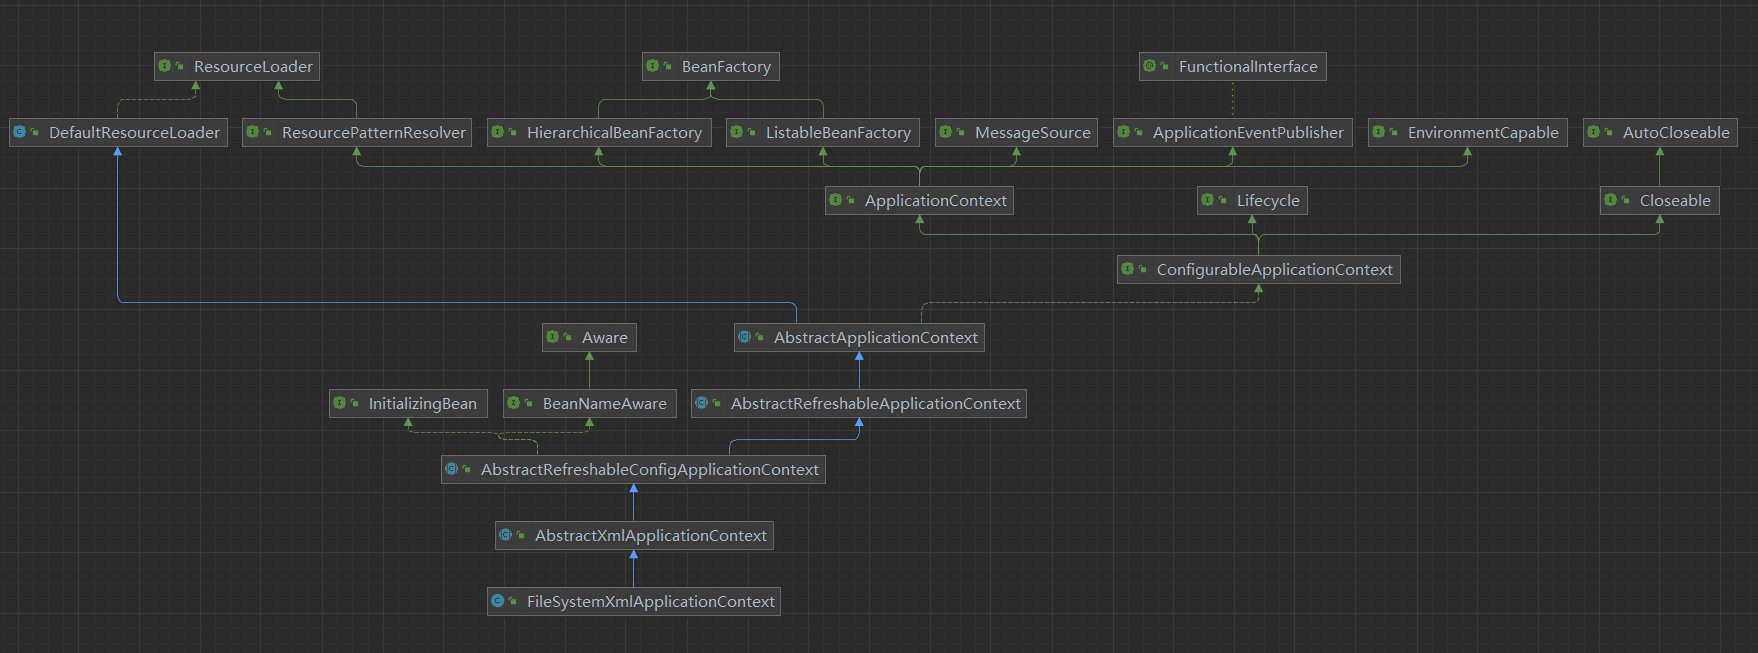 ResourceLoader
BeanFactory
FunctionalInterface
DefaultResourceLoader
ResourcePatternResolver
HierarchicalBeanFactory
ListableBeanFactory
MessageSource
ApplicationEventPublisher
EnvironmentCapable
AutoCloseable
ApplicationContext
Lifecycle
Closeable
ConfigurableApplicationContext
Aware
AbstractApplicationContext
InitializingBean
BeanNameAware
AbstractRefreshableApplicationContext
AbstractRefreshableConfigApplicationContext
AbstractXmlApplicationContext
FileSystemXmlApplicationContext